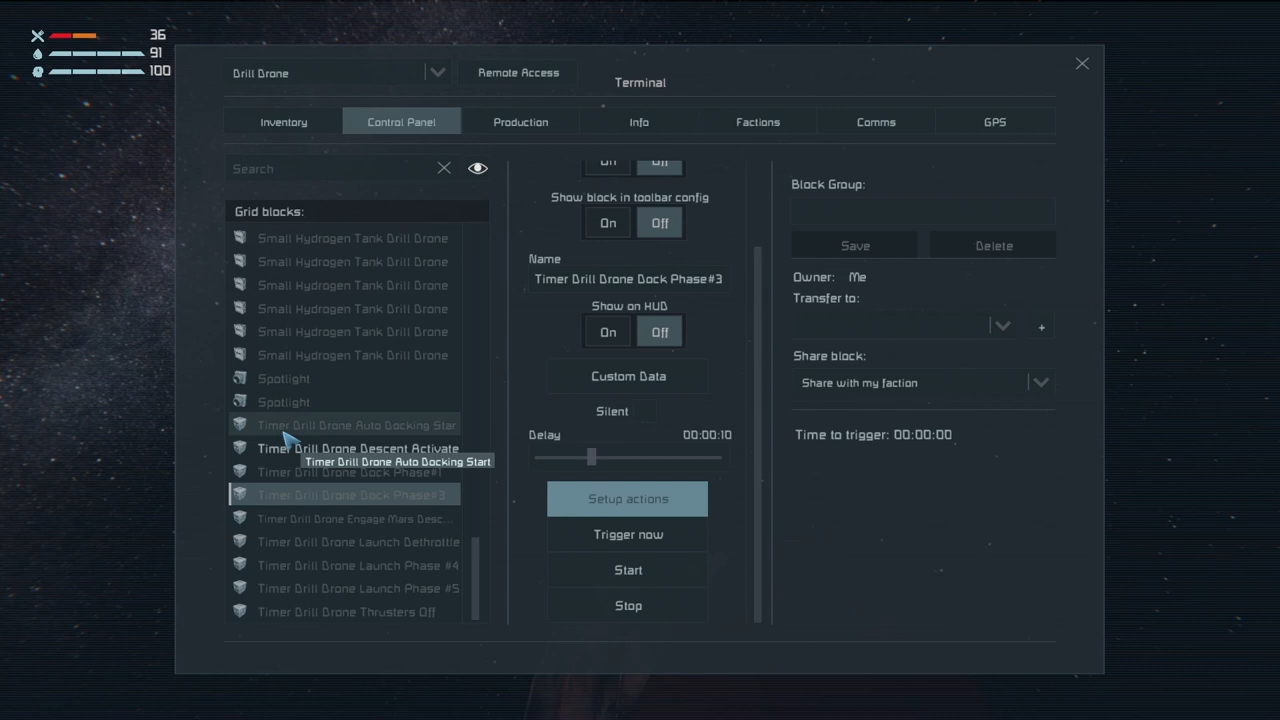 36
91
100
Drill Drone
Remote Access
Terminal
Inventory
Control Panel
Production
Info
Factions
Comms
GPS
Search
Grid blocks:
Small Hydrogen Tank Drill Drone
Small Hydrogen Tank Drill Drone
Small Hydrogen Tank Drill Drone
Small Hydrogen Tank Drill Drone
Small Hydrogen Tank Drill Drone
Small Hydrogen Tank Drill Drone
Spotlight
Spotlight
Timer Drill Drone Auto Docking Star
Timer Drill Drone Descent Activate
Timer Drill Drone Auto Docking Start
Timer Drill Drone Dock Phase#1
Timer Drill Drone Dock Phase#3
Timer Drill Drone Engage Mars Desc...
Timer Drill Drone Launch Dethrottle
Timer Drill Drone Launch Phase #4
Timer Drill Drone Launch Phase #5
Timer Drill Drone Thrusters Off
On Off
Show block in toolbar config
On Off
Name
Timer Drill Drone Dock Phase#3
Show on HUD
On Off
Custom Data
Silent
Delay 00:00:10
Setup actions
Trigger now
Start
Stop
Block Group:
Save Delete
Owner: Me
Transfer to:
+
Share block:
Share with my faction
Time to trigger: 00:00:00